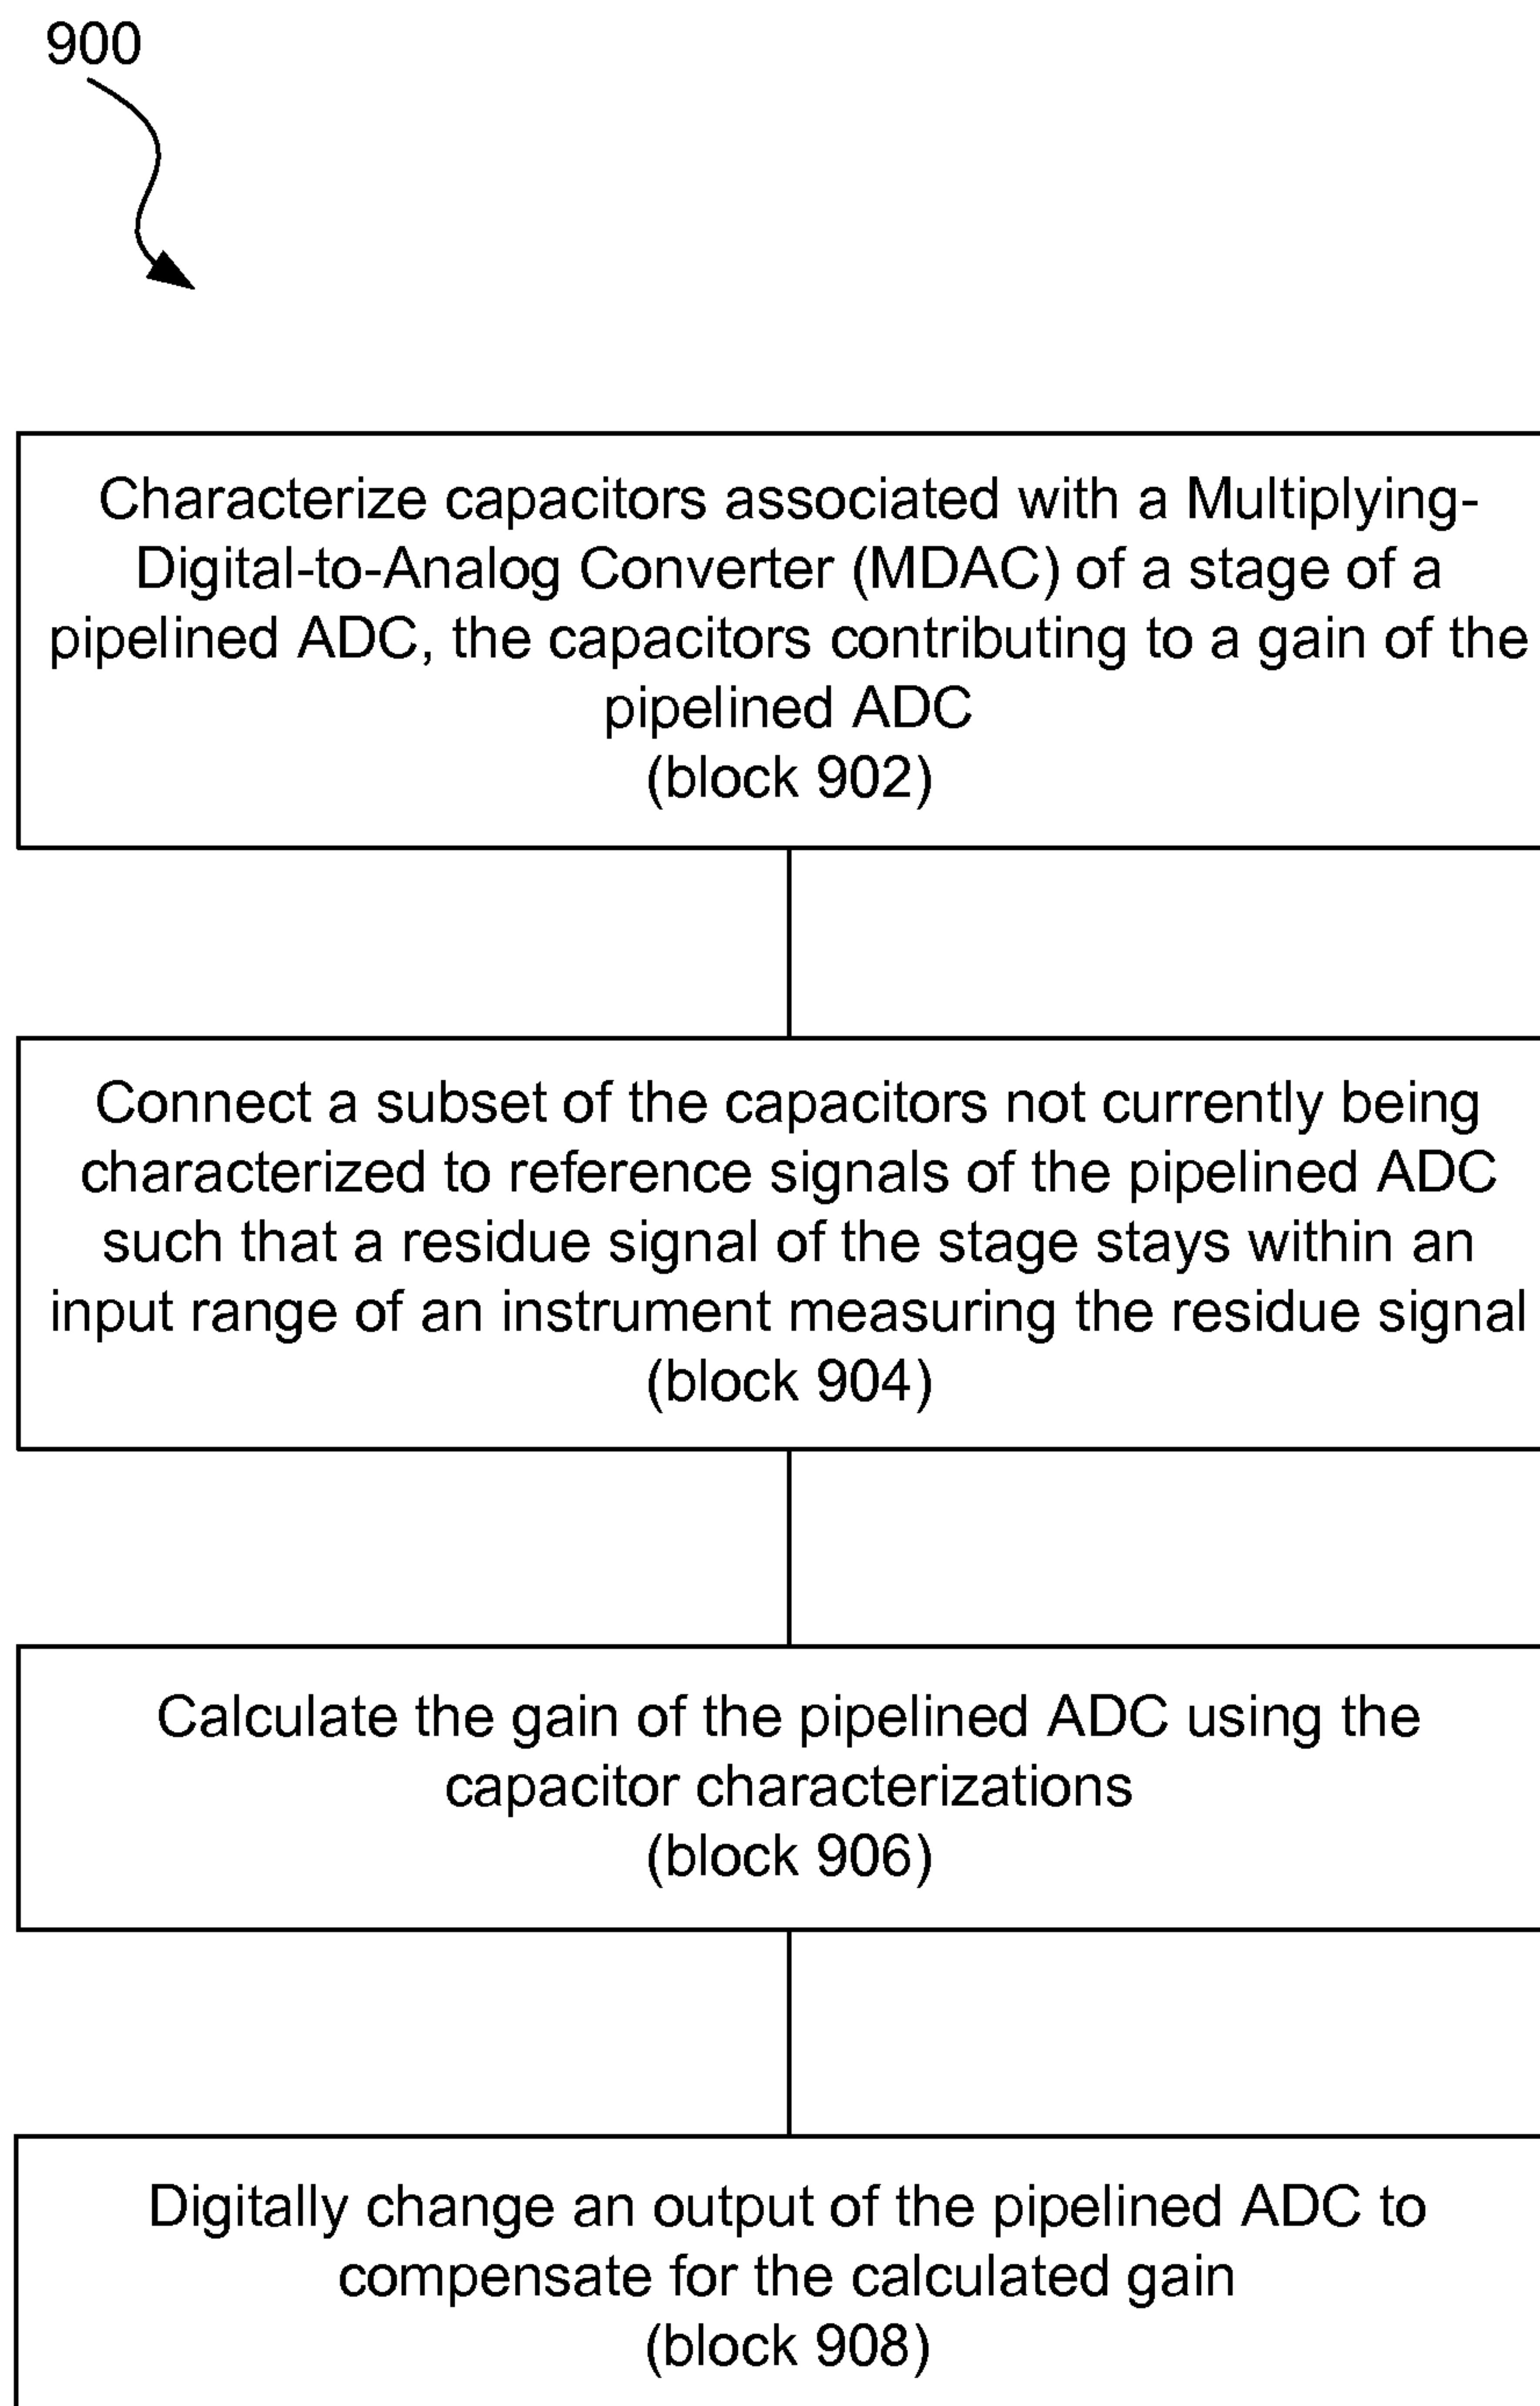 900
Characterize capacitors associated with a Multiplying-
Digital-to-Analog Converter (MDAC) of a stage of a
pipelined ADC, the capacitors contributing to a gain of the
pipelined ADC
(block 902)
Connect a subset of the capacitors not currently being
characterized to reference signals of the pipelined ADC
such that a residue signal of the stage stays within an
input range of an instrument measuring the residue signal
(block 904)
Calculate the gain of the pipelined ADC using the
capacitor characterizations
(block 906)
Digitally change an output of the pipelined ADC to
compensate for the calculated gain
(block 908)